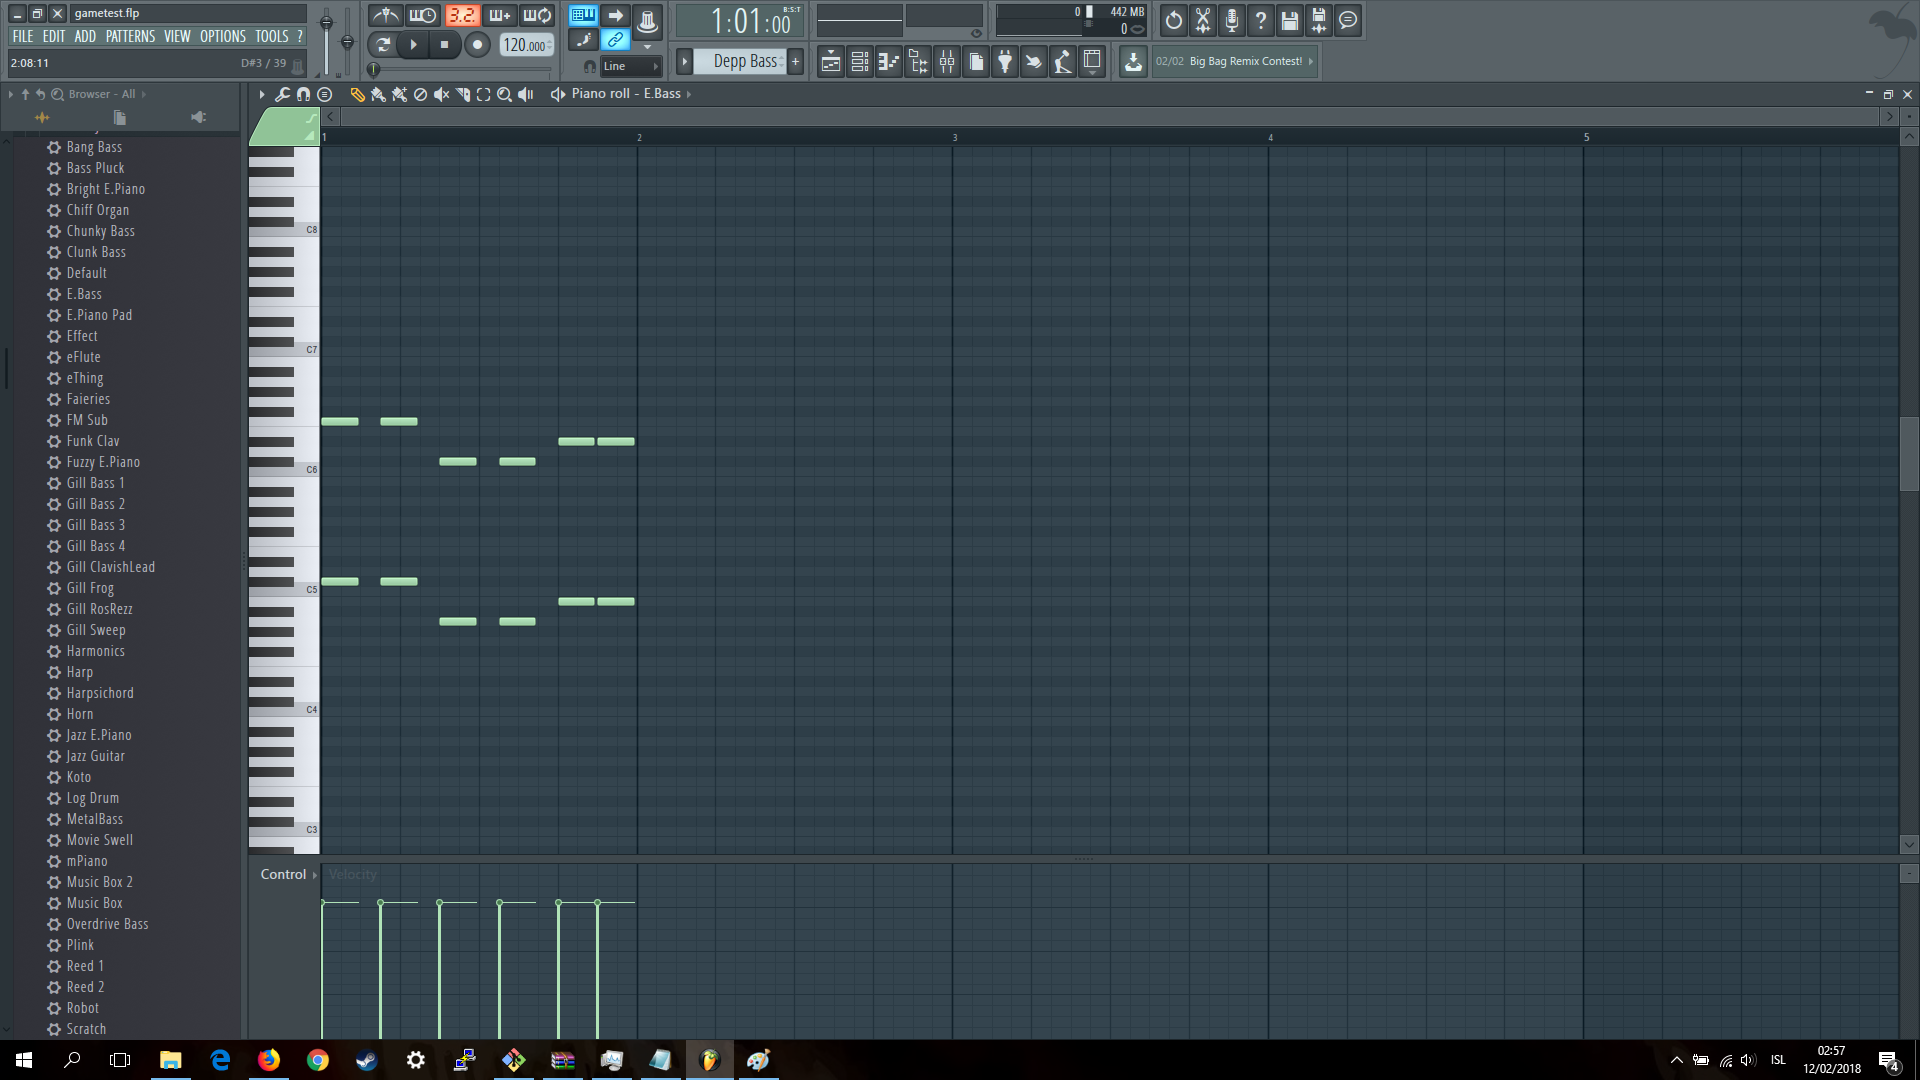 gametest.flp
FILE EDIT ADD PATTERNS VIEW OPTIONS TOOLS ?
2:08:11 D#3 / 39
3.2.
120.000
Line
1:01:00 B:S:T
Depp Bass +
0 442 MB
0
02/02 Big Bag Remix Contest!
Browser - All
Piano roll - E.Bass
1 2 3 4 5
Bang Bass
Bass Pluck
Bright E.Piano
Chiff Organ
Chunky Bass
Clunk Bass
Default
E.Bass
E.Piano Pad
Effect
eFlute
eThing
Faieries
FM Sub
Funk Clav
Fuzzy E.Piano
Gill Bass 1
Gill Bass 2
Gill Bass 3
Gill Bass 4
Gill ClavishLead
Gill Frog
Gill RosRezz
Gill Sweep
Harmonics
Harp
Harpsichord
Horn
Jazz E.Piano
Jazz Guitar
Koto
Log Drum
MetalBass
Movie Swell
mPiano
Music Box 2
Music Box
Overdrive Bass
Plink
Reed 1
Reed 2
Robot
Scratch
C8
C7
C6
C5
C4
C3
Control Velocity
ISL
02:57
12/02/2018
4